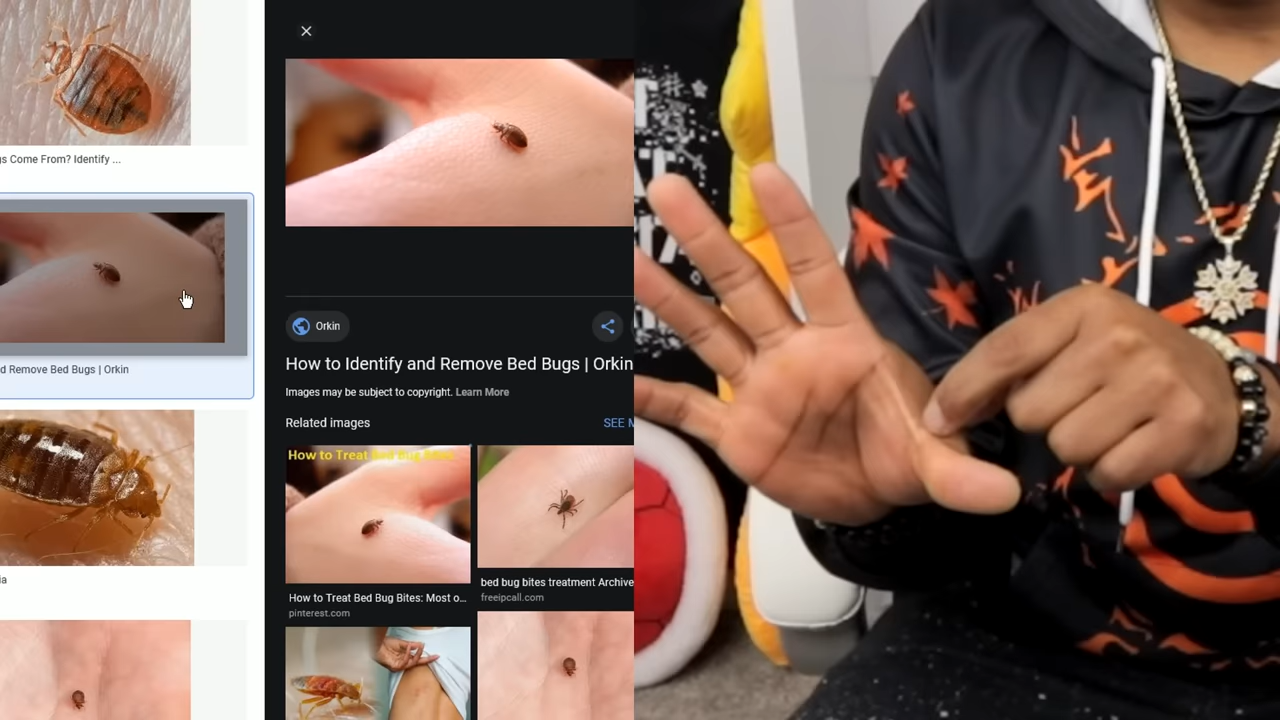 gs Come From? Identify ...
d Remove Bed Bugs | Orkin
ia
Orkin
How to Identify and Remove Bed Bugs | Orkin
Images may be subject to copyright. Learn More
Related images
SEE M
How to Treat Bed Bug Bites:
How to Treat Bed Bug Bites: Most o...
pinterest.com
bed bug bites treatment Archive
freeipcall.com